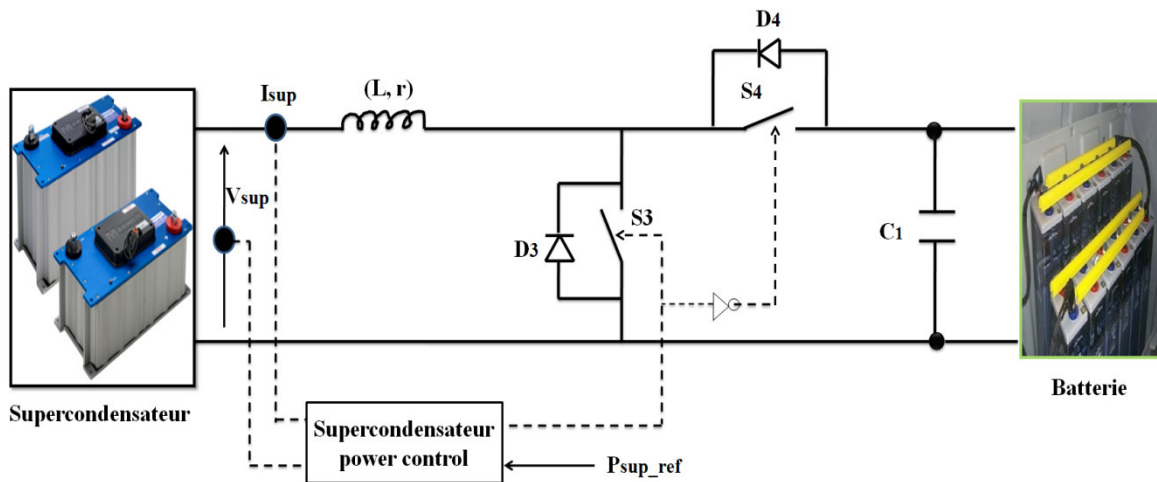 D4
S4
Isup
(L, r)
Vsup
S3
D3
C1
Supercondensateur
Batterie
Supercondensateur
power control
Psup_ref